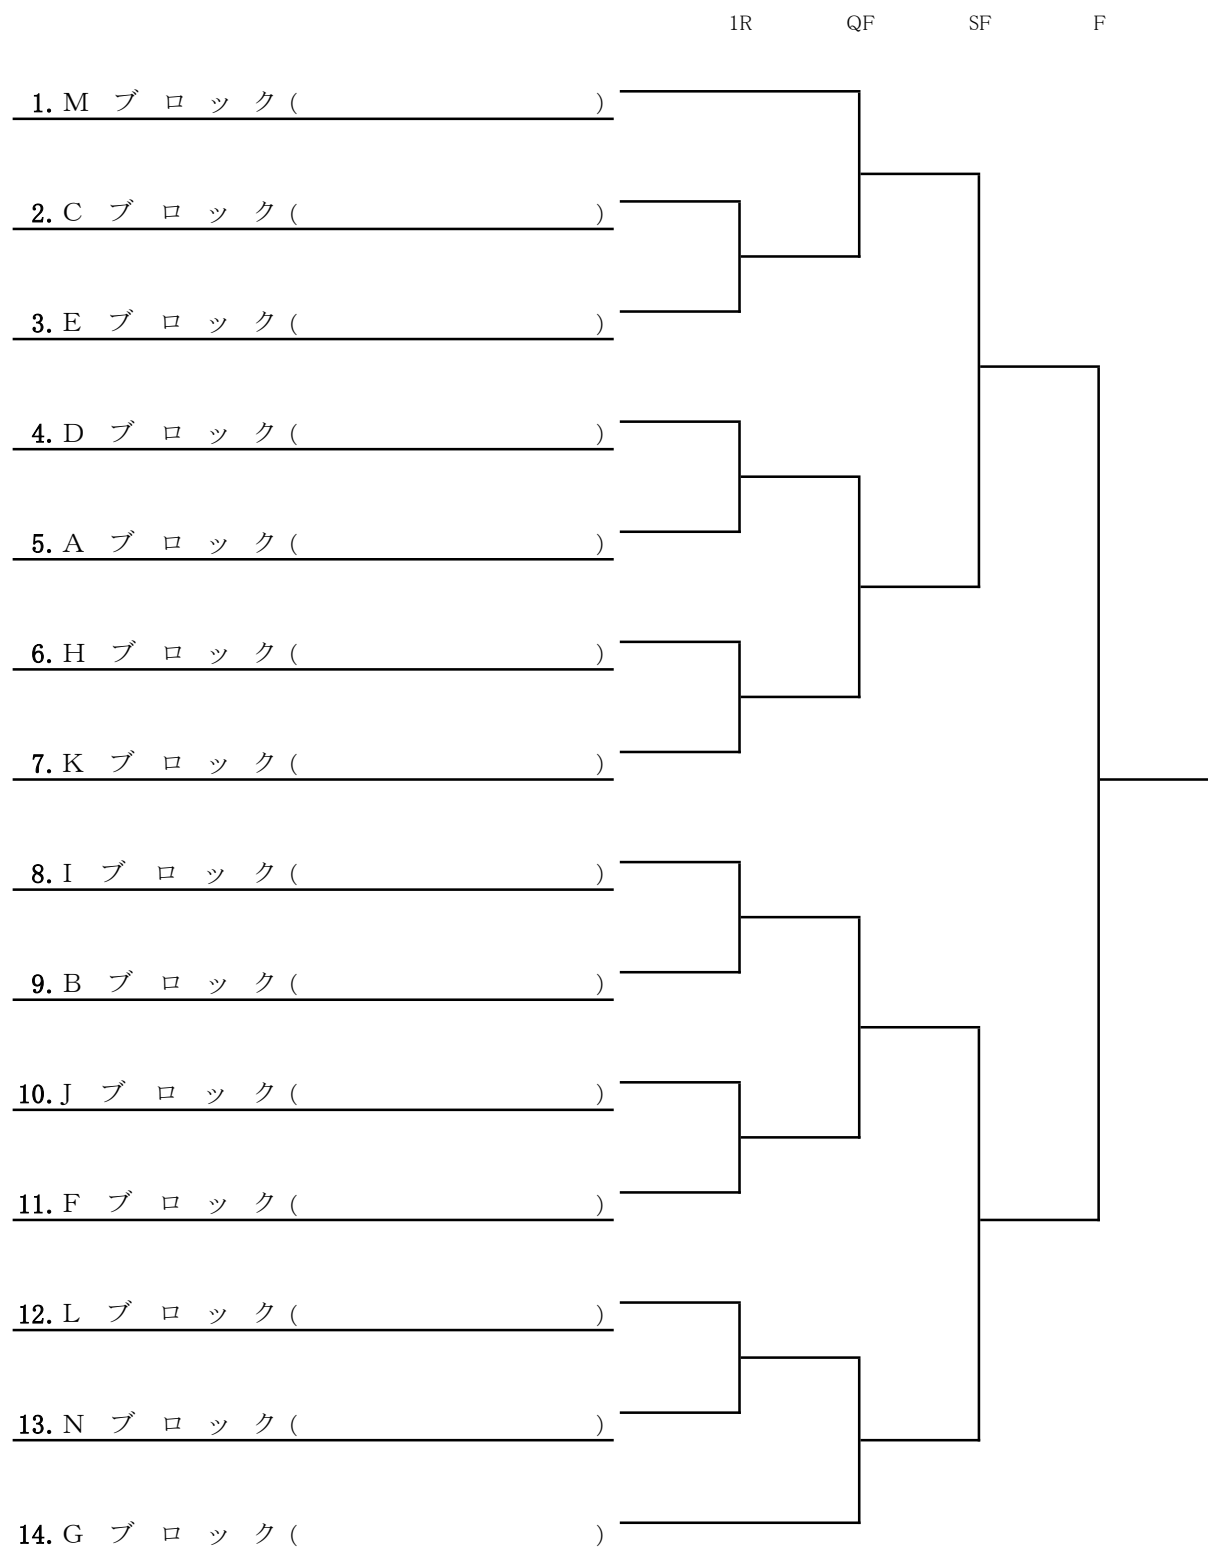 1R QF SF F
1. M ブロック( )
2. C ブロック( )
3. E ブロック( )
4. D ブロック( )
5. A ブロック( )
6. H ブロック( )
7. K ブロック( )
8. I ブロック( )
9. B ブロック( )
10. J ブロック( )
11. F ブロック( )
12. L ブロック( )
13. N ブロック( )
14. G ブロック( )